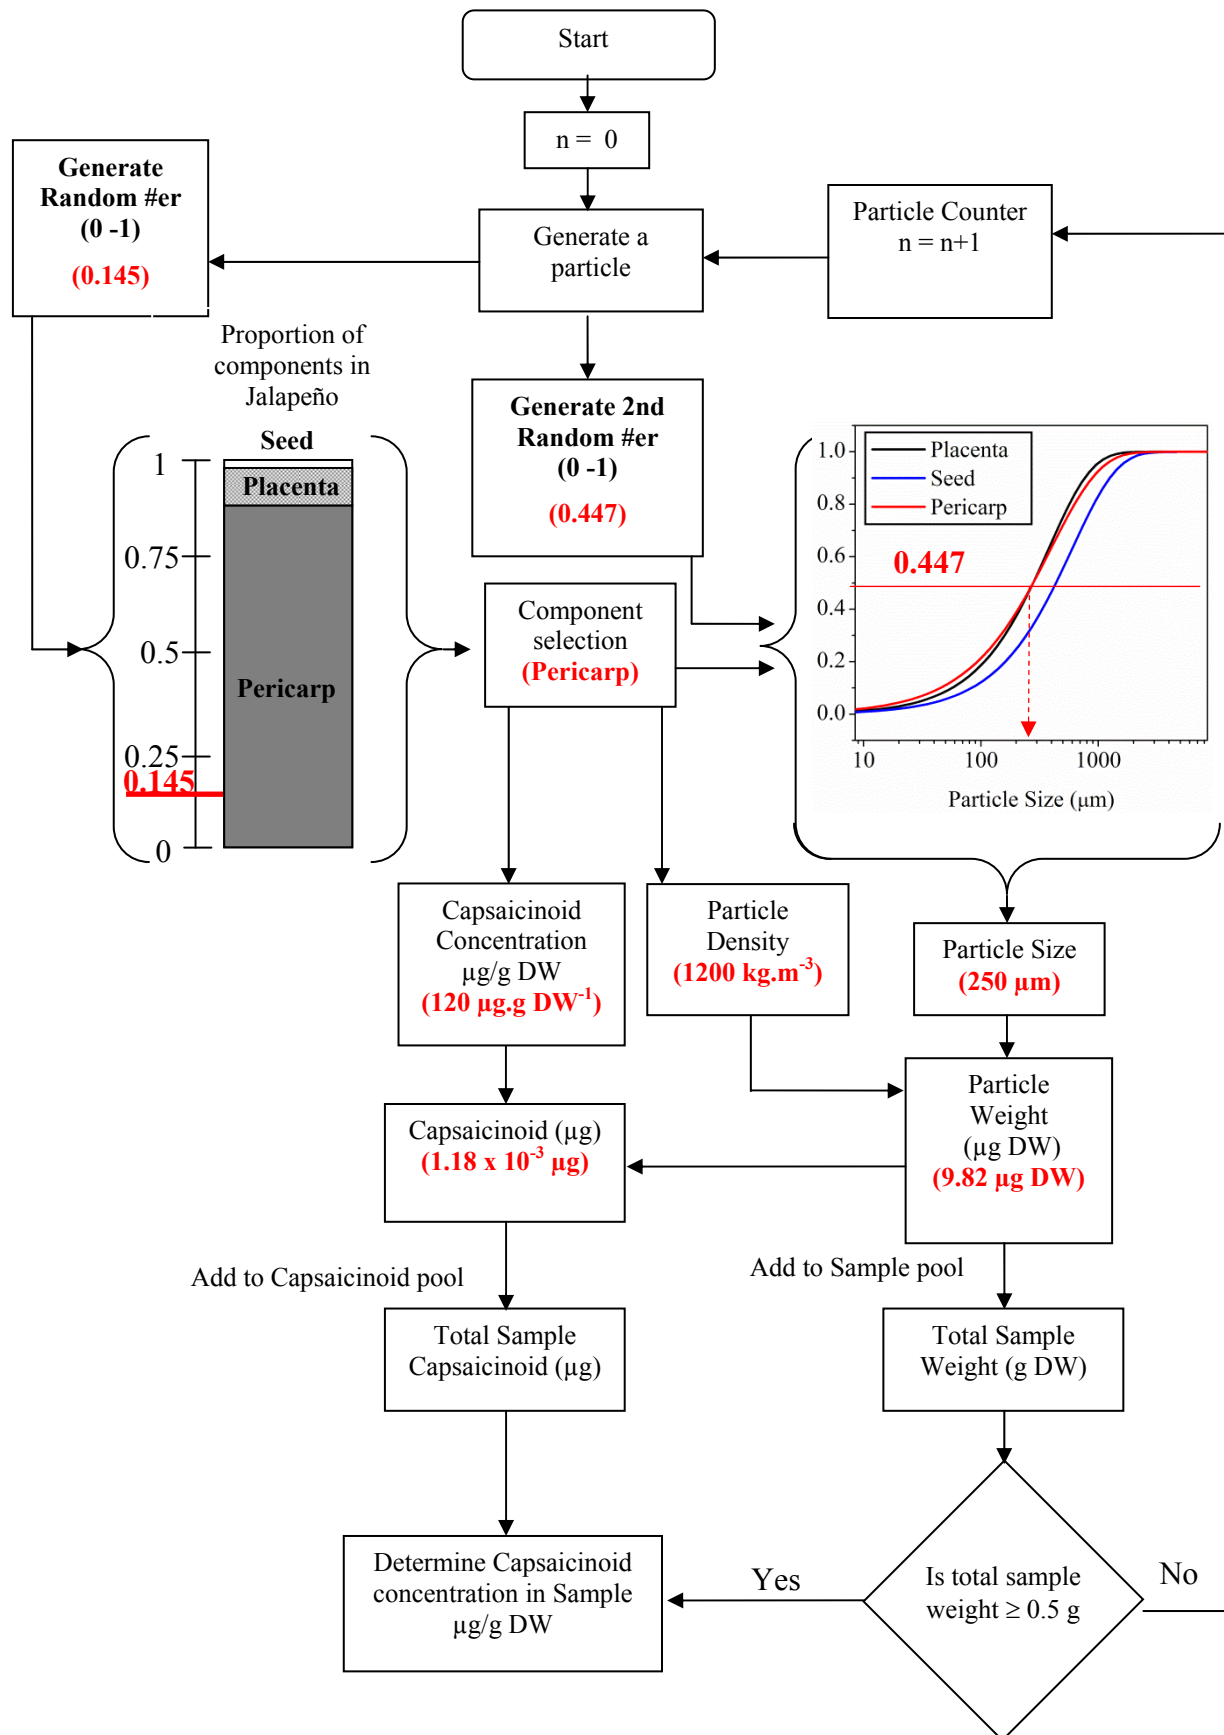 Start
n = 0
Generate
Random #er
(0 -1)
(0.145)
Generate a
particle
Particle Counter
n = n+1
Proportion of
components in
Jalapeño
Generate 2nd
Random #er
(0 -1)
(0.447)
Seed
1
Placenta
0.75
0.5
Pericarp
0.25
0.145
0
Component
selection
(Pericarp)
Placenta
Seed
Pericarp
1.0
0.8
0.6
0.447
0.4
0.2
0.0
10
100
1000
Particle Size (μm)
Capsaicinoid
Concentration
µg/g DW
(120 µg.g DW⁻¹)
Particle
Density
(1200 kg.m⁻³)
Particle Size
(250 µm)
Capsaicinoid (µg)
(1.18 x 10⁻³ µg)
Particle
Weight
(µg DW)
(9.82 µg DW)
Add to Capsaicinoid pool
Add to Sample pool
Total Sample
Capsaicinoid (µg)
Total Sample
Weight (g DW)
Determine Capsaicinoid
concentration in Sample
µg/g DW
Yes
Is total sample
weight ≥ 0.5 g
No